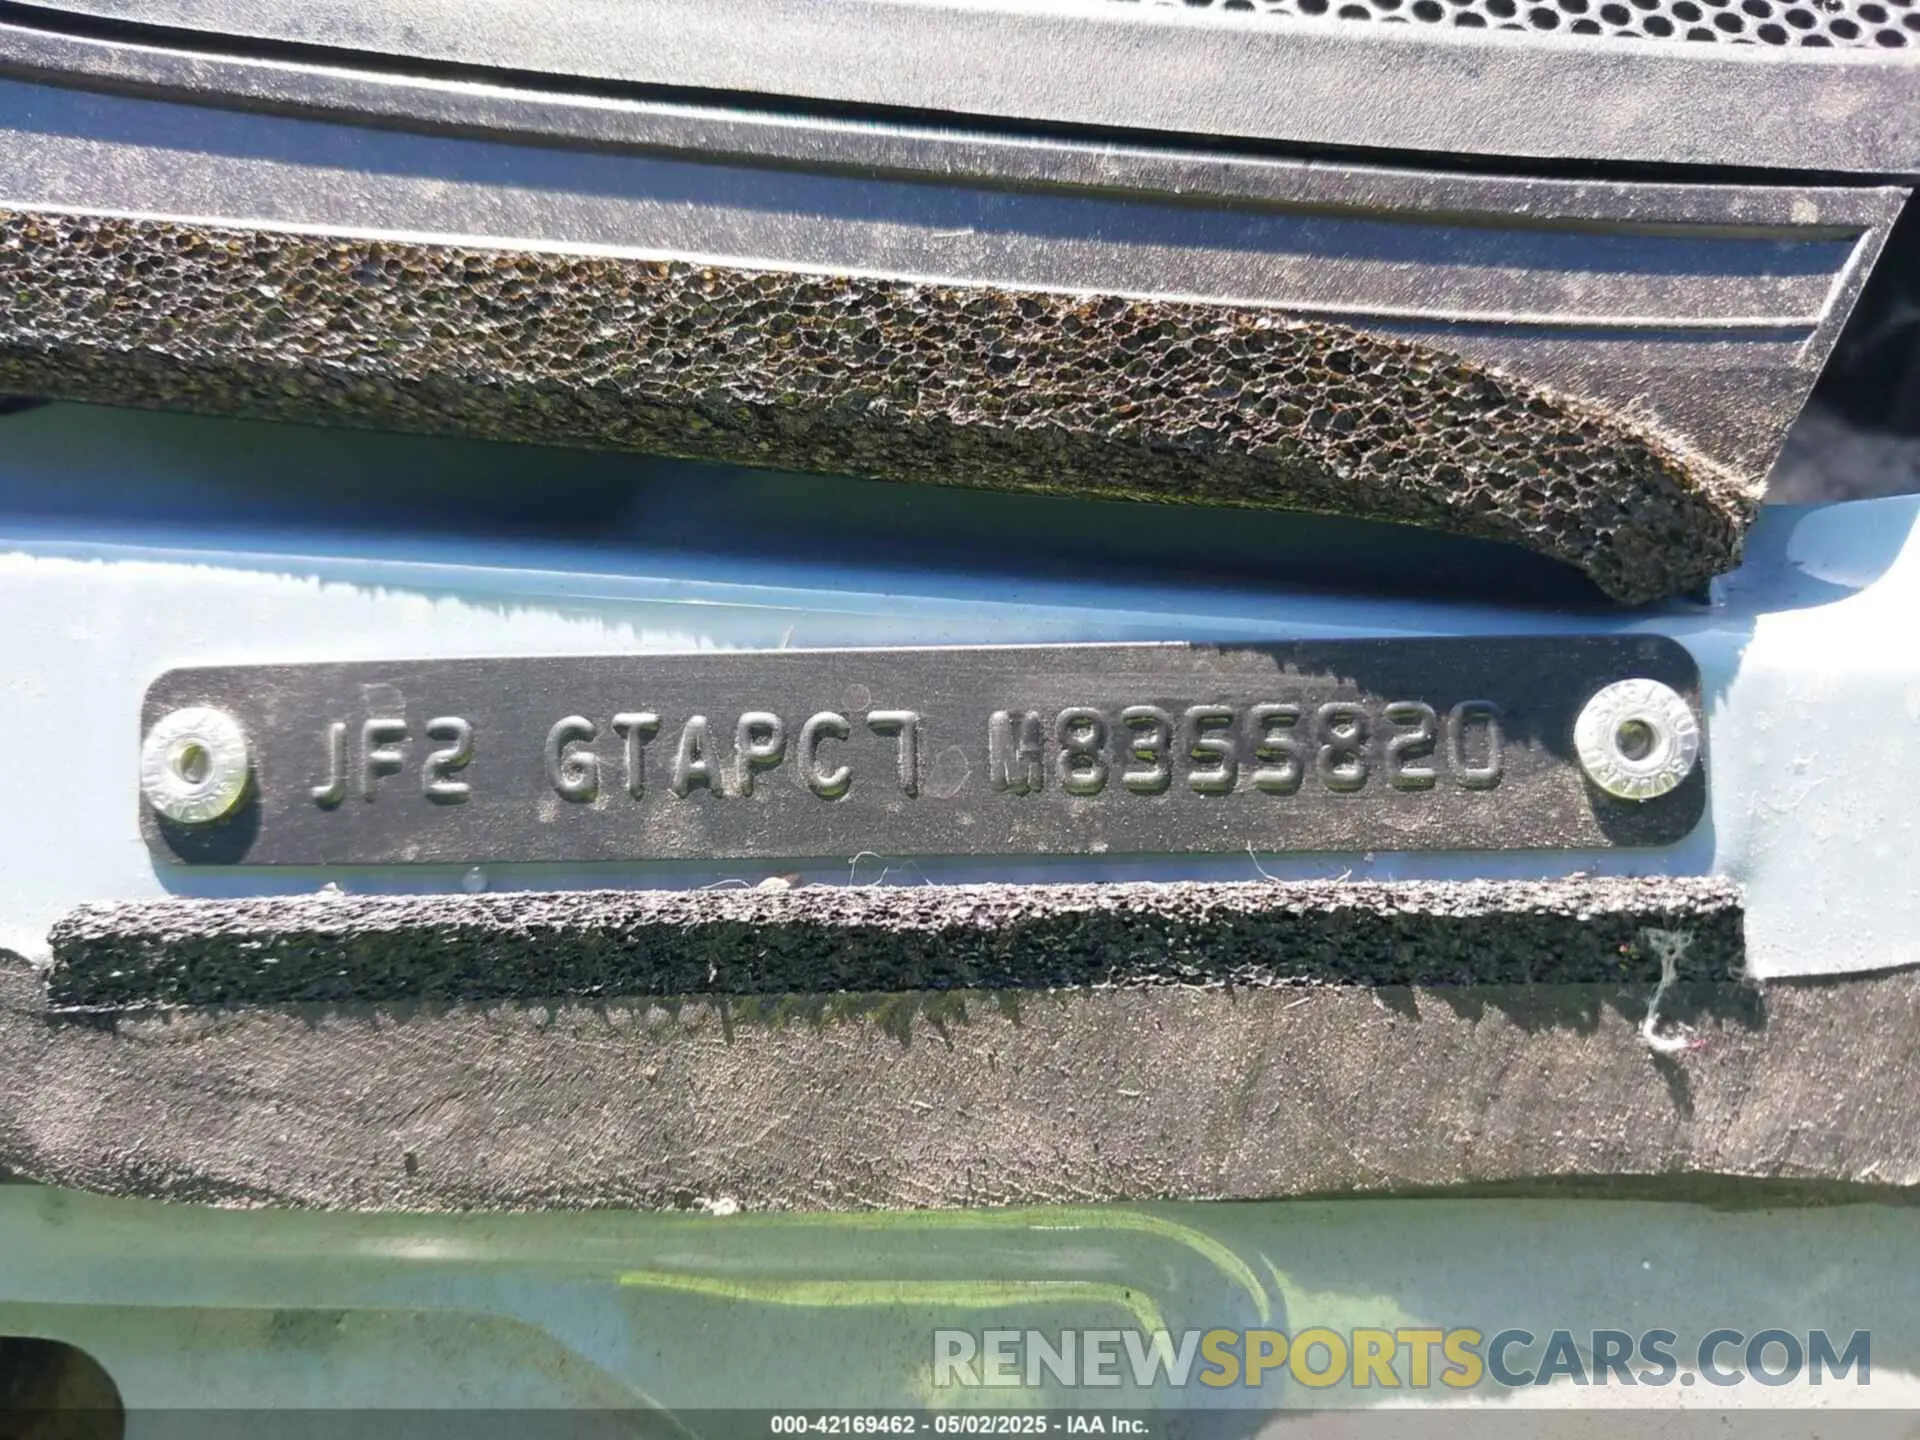 JF2 GTAPC7 M8355820
RENEWSPORTSCARS.COM
000-42169462 - 05/02/2025 - IAA Inc.